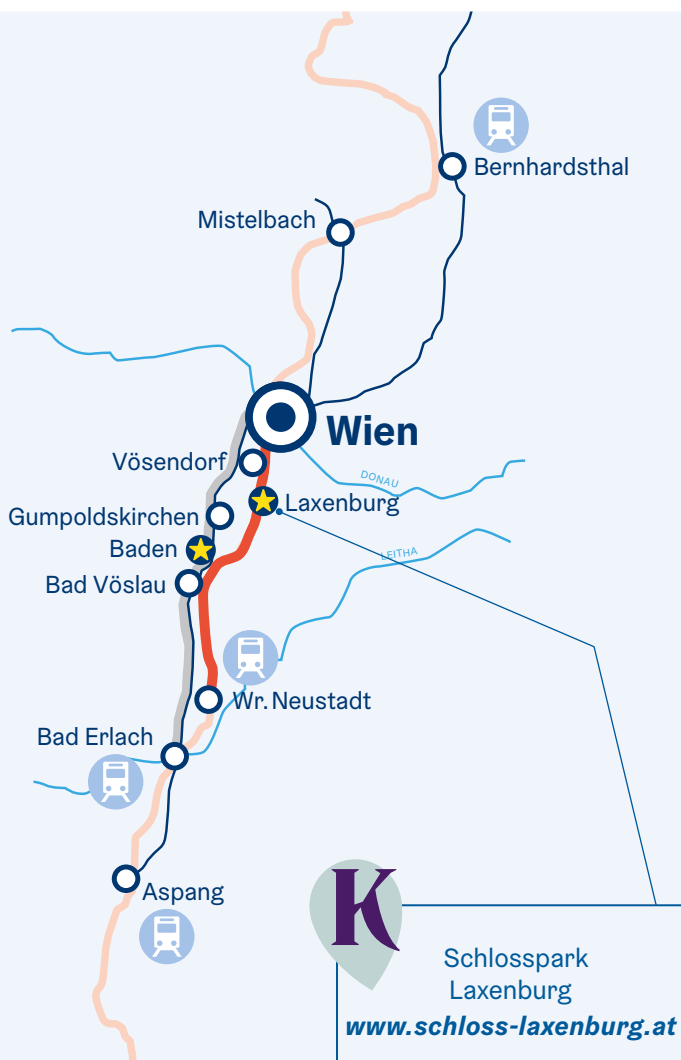 Bernhardsthal
Mistelbach
Wien
Vösendorf
DONAU
Laxenburg
Gumpoldskirchen
Baden
LEITHA
Bad Vöslau
Wr. Neustadt
Bad Erlach
Aspang
K
Schlosspark
Laxenburg
www.schloss-laxenburg.at